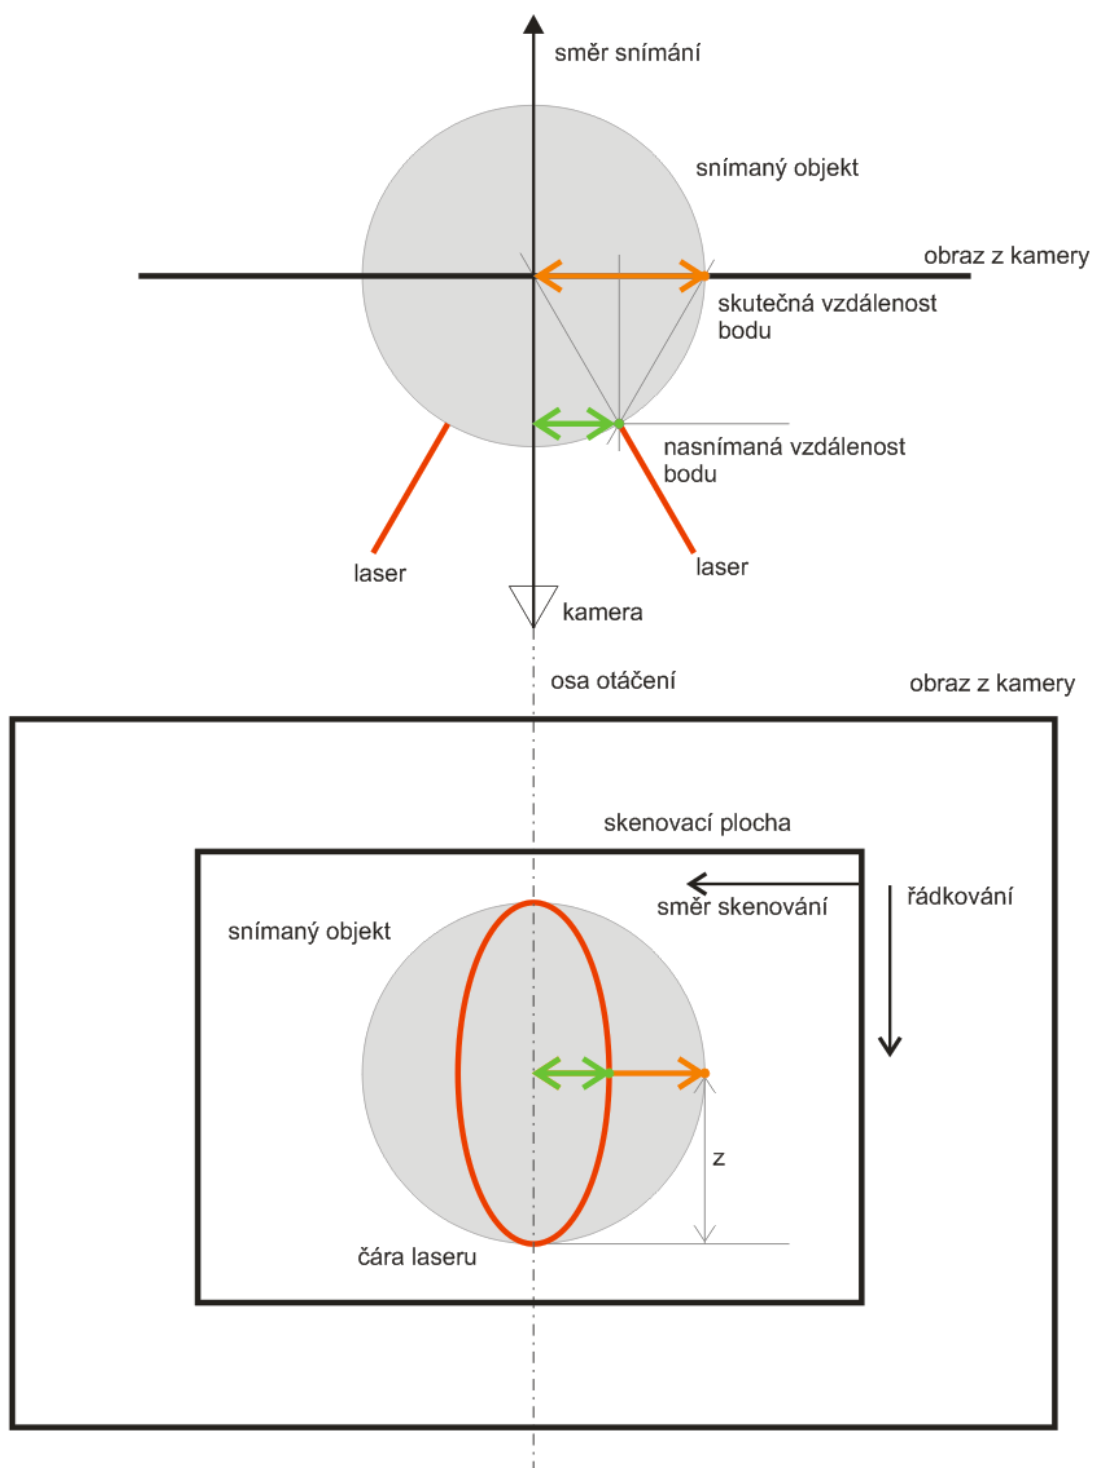 směr snímání
snímaný objekt
obraz z kamery
skutečná vzdálenost
bodu
nasnímaná vzdálenost
bodu
laser
laser
kamera
osa otáčení
obraz z kamery
skenovací plocha
směr skenování
řádkování
snímaný objekt
z
čára laseru